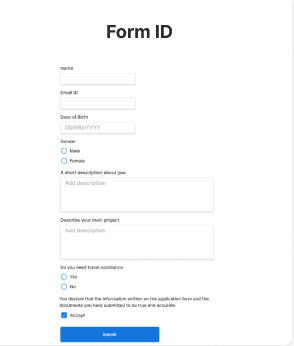 Form ID
Name
Email ID
Date of Birth
DD/MM/YYYY
Gender
Male
Female
A short description about you
Add description
Describe your main project
Add description
Do you need travel assistance
Yes
No
You declare that the information written on the application form and the
documents you have submitted to be true and accurate.
Accept
Submit